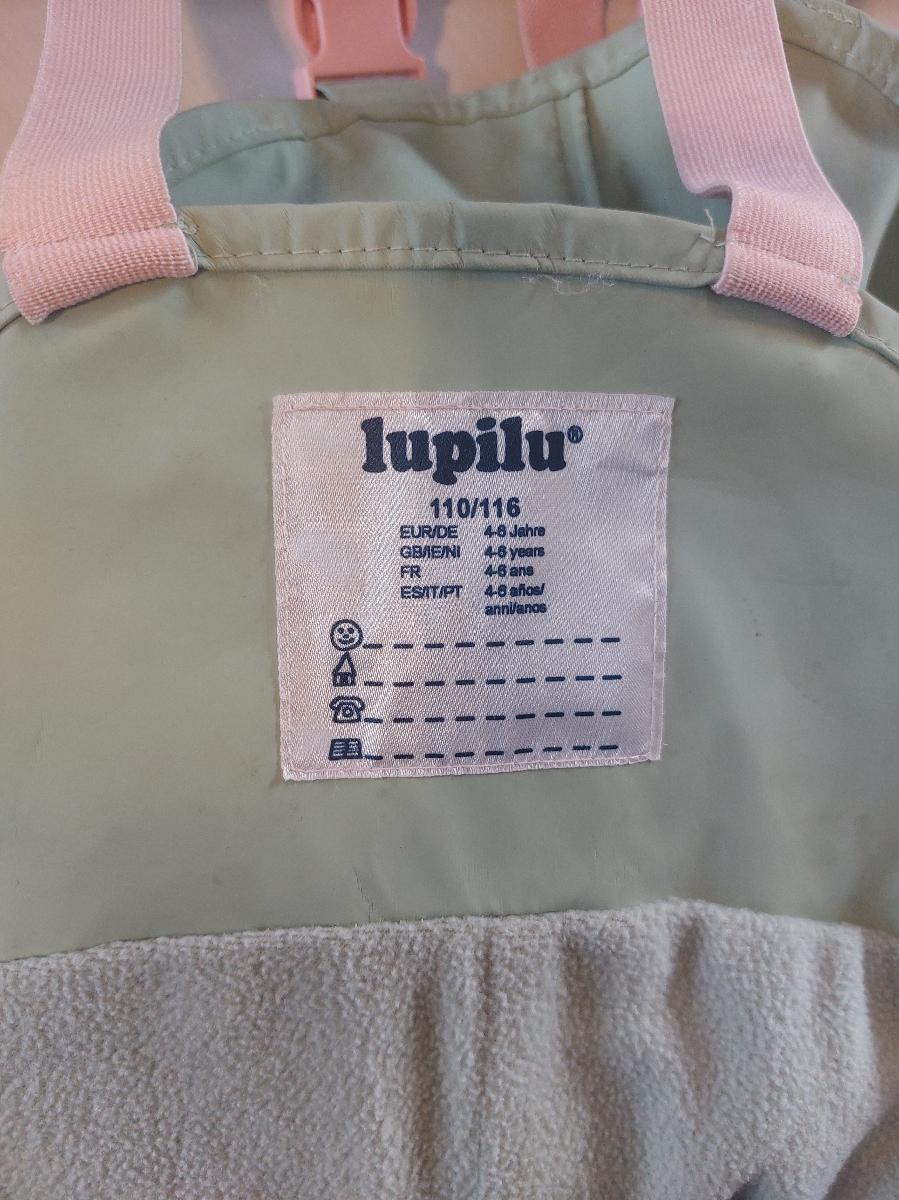 lupilu®
110/116
EUR/DE 4-6 Jahre
GB/IE/NI 4-6 years
FR 4-6 ans
ES/IT/PT 4-6 años/
anni/anos